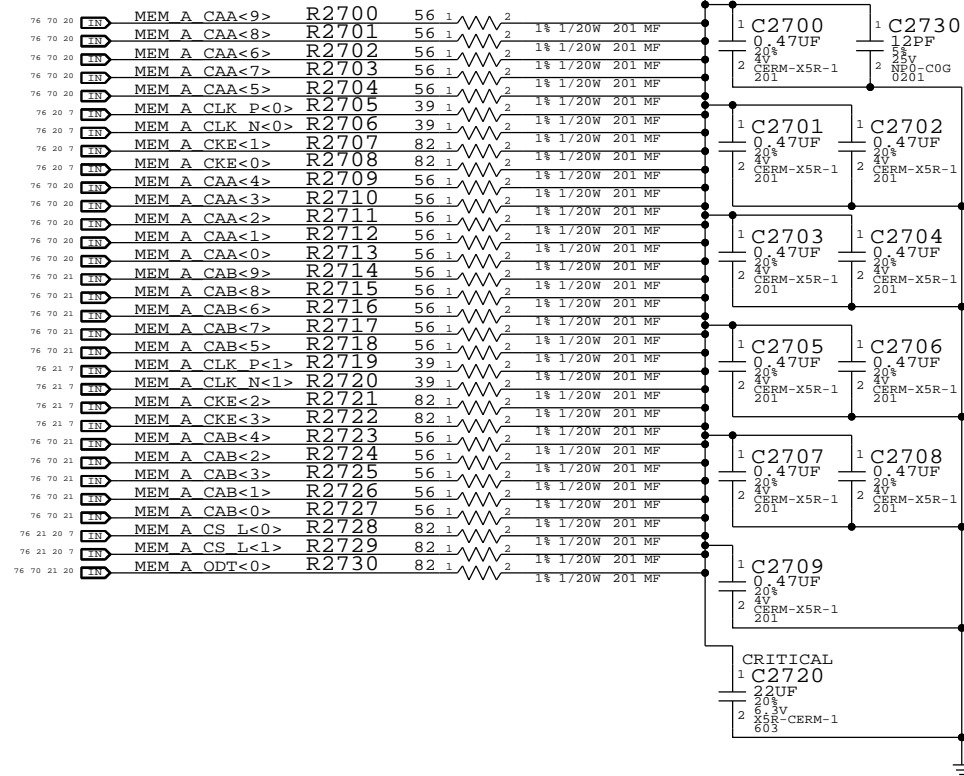 76 70 20 IN MEM_A_CAA<9> R2700 56 1 2 1% 1/20W 201 MF
76 70 20 IN MEM_A_CAA<8> R2701 56 1 2 1% 1/20W 201 MF
76 70 20 IN MEM_A_CAA<6> R2702 56 1 2 1% 1/20W 201 MF
76 70 20 IN MEM_A_CAA<7> R2703 56 1 2 1% 1/20W 201 MF
76 70 20 IN MEM_A_CAA<5> R2704 56 1 2 1% 1/20W 201 MF
76 20 7 IN MEM_A_CLK_P<0> R2705 39 1 2 1% 1/20W 201 MF
76 20 7 IN MEM_A_CLK_N<0> R2706 39 1 2 1% 1/20W 201 MF
76 20 7 IN MEM_A_CKE<1> R2707 82 1 2 1% 1/20W 201 MF
76 20 7 IN MEM_A_CKE<0> R2708 82 1 2 1% 1/20W 201 MF
76 70 20 IN MEM_A_CAA<4> R2709 56 1 2 1% 1/20W 201 MF
76 70 20 IN MEM_A_CAA<3> R2710 56 1 2 1% 1/20W 201 MF
76 70 20 IN MEM_A_CAA<2> R2711 56 1 2 1% 1/20W 201 MF
76 70 20 IN MEM_A_CAA<1> R2712 56 1 2 1% 1/20W 201 MF
76 70 20 IN MEM_A_CAA<0> R2713 56 1 2 1% 1/20W 201 MF
76 70 21 IN MEM_A_CAB<9> R2714 56 1 2 1% 1/20W 201 MF
76 70 21 IN MEM_A_CAB<8> R2715 56 1 2 1% 1/20W 201 MF
76 70 21 IN MEM_A_CAB<6> R2716 56 1 2 1% 1/20W 201 MF
76 70 21 IN MEM_A_CAB<7> R2717 56 1 2 1% 1/20W 201 MF
76 70 21 IN MEM_A_CAB<5> R2718 56 1 2 1% 1/20W 201 MF
76 21 7 IN MEM_A_CLK_P<1> R2719 39 1 2 1% 1/20W 201 MF
76 21 7 IN MEM_A_CLK_N<1> R2720 39 1 2 1% 1/20W 201 MF
76 21 7 IN MEM_A_CKE<2> R2721 82 1 2 1% 1/20W 201 MF
76 21 7 IN MEM_A_CKE<3> R2722 82 1 2 1% 1/20W 201 MF
76 70 21 IN MEM_A_CAB<4> R2723 56 1 2 1% 1/20W 201 MF
76 70 21 IN MEM_A_CAB<2> R2724 56 1 2 1% 1/20W 201 MF
76 70 21 IN MEM_A_CAB<3> R2725 56 1 2 1% 1/20W 201 MF
76 70 21 IN MEM_A_CAB<1> R2726 56 1 2 1% 1/20W 201 MF
76 70 21 IN MEM_A_CAB<0> R2727 56 1 2 1% 1/20W 201 MF
76 21 20 7 IN MEM_A_CS_L<0> R2728 82 1 2 1% 1/20W 201 MF
76 21 20 7 IN MEM_A_CS_L<1> R2729 82 1 2 1% 1/20W 201 MF
76 70 21 20 IN MEM_A_ODT<0> R2730 82 1 2 1% 1/20W 201 MF
1 C2700
0.47UF
20%
4V
2 CERM-X5R-1
201
1 C2730
12PF
5%
25V
2 NP0-C0G
0201
1 C2701
0.47UF
20%
4V
2 CERM-X5R-1
201
1 C2702
0.47UF
20%
4V
2 CERM-X5R-1
201
1 C2703
0.47UF
20%
4V
2 CERM-X5R-1
201
1 C2704
0.47UF
20%
4V
2 CERM-X5R-1
201
1 C2705
0.47UF
20%
4V
2 CERM-X5R-1
201
1 C2706
0.47UF
20%
4V
2 CERM-X5R-1
201
1 C2707
0.47UF
20%
4V
2 CERM-X5R-1
201
1 C2708
0.47UF
20%
4V
2 CERM-X5R-1
201
1 C2709
0.47UF
20%
4V
2 CERM-X5R-1
201
CRITICAL
1 C2720
22UF
20%
6.3V
2 X5R-CERM-1
603